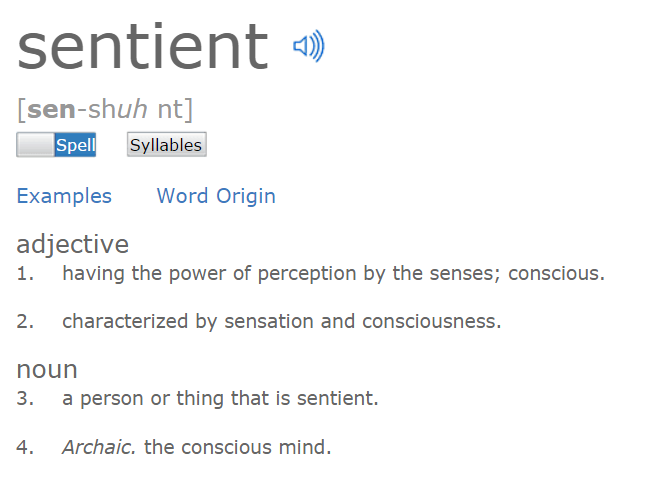 sentient
[sen-shuh nt]
Spell Syllables
Examples Word Origin
adjective
1. having the power of perception by the senses; conscious.
2. characterized by sensation and consciousness.
noun
3. a person or thing that is sentient.
4. Archaic. the conscious mind.